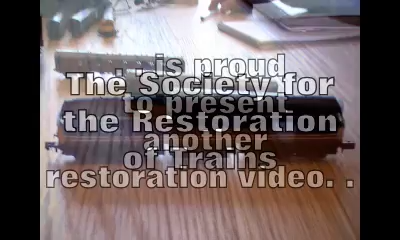 The Society for
the Restoration
of Trains
. . is proud
to present
another
restoration video. .